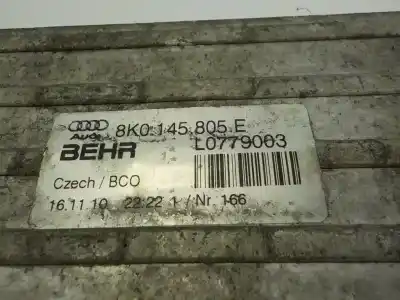 Audi 8K0.145.805.E
BEHR L0779003
Czech / BCO
16.11.10 22:22 1 / Nr. 166